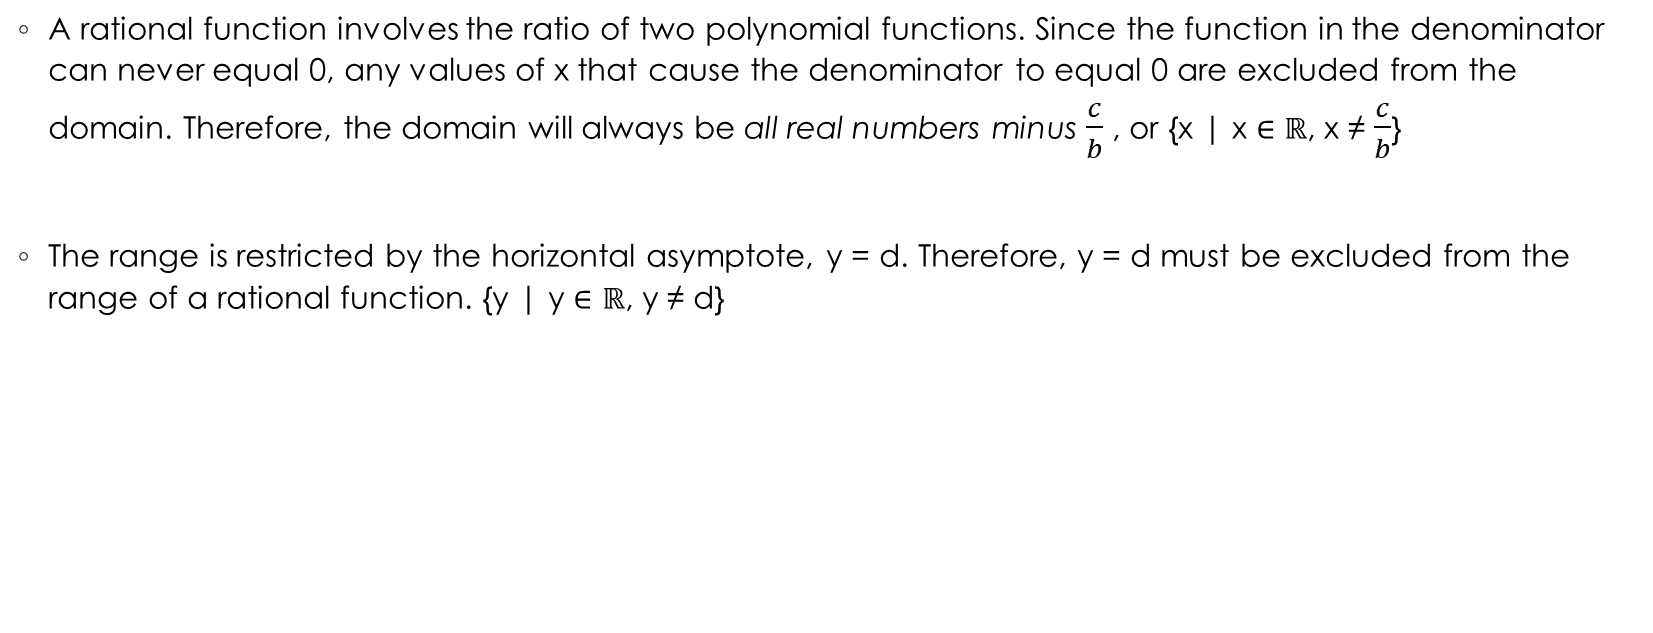 ◦ A rational function involves the ratio of two polynomial functions. Since the function in the denominator
can never equal 0, any values of x that cause the denominator to equal 0 are excluded from the
domain. Therefore, the domain will always be all real numbers minus c/b , or {x | x ∈ ℝ, x ≠ c/b}
◦ The range is restricted by the horizontal asymptote, y = d. Therefore, y = d must be excluded from the
range of a rational function. {y | y ∈ ℝ, y ≠ d}